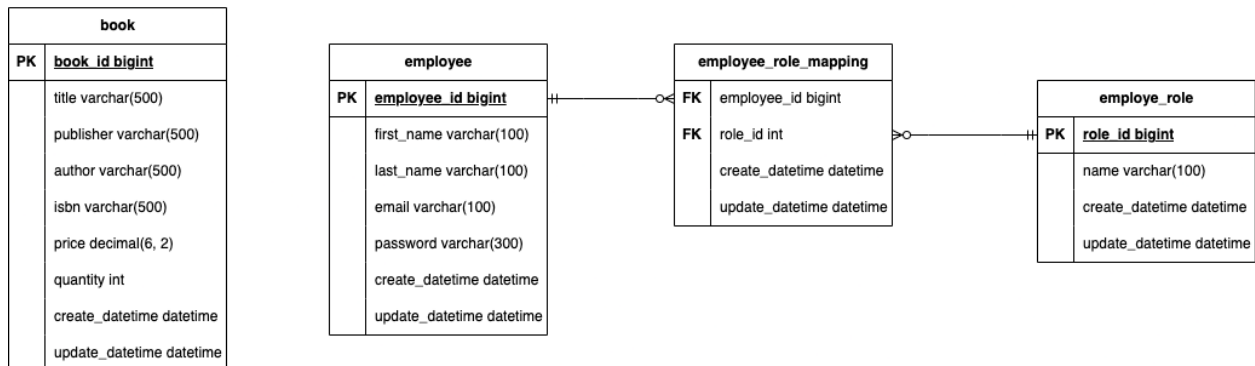 book
PK book_id bigint
title varchar(500)
publisher varchar(500)
author varchar(500)
isbn varchar(500)
price decimal(6, 2)
quantity int
create_datetime datetime
update_datetime datetime
employee
PK employee_id bigint
first_name varchar(100)
last_name varchar(100)
email varchar(100)
password varchar(300)
create_datetime datetime
update_datetime datetime
employee_role_mapping
FK employee_id bigint
FK role_id int
create_datetime datetime
update_datetime datetime
employe_role
PK role_id bigint
name varchar(100)
create_datetime datetime
update_datetime datetime